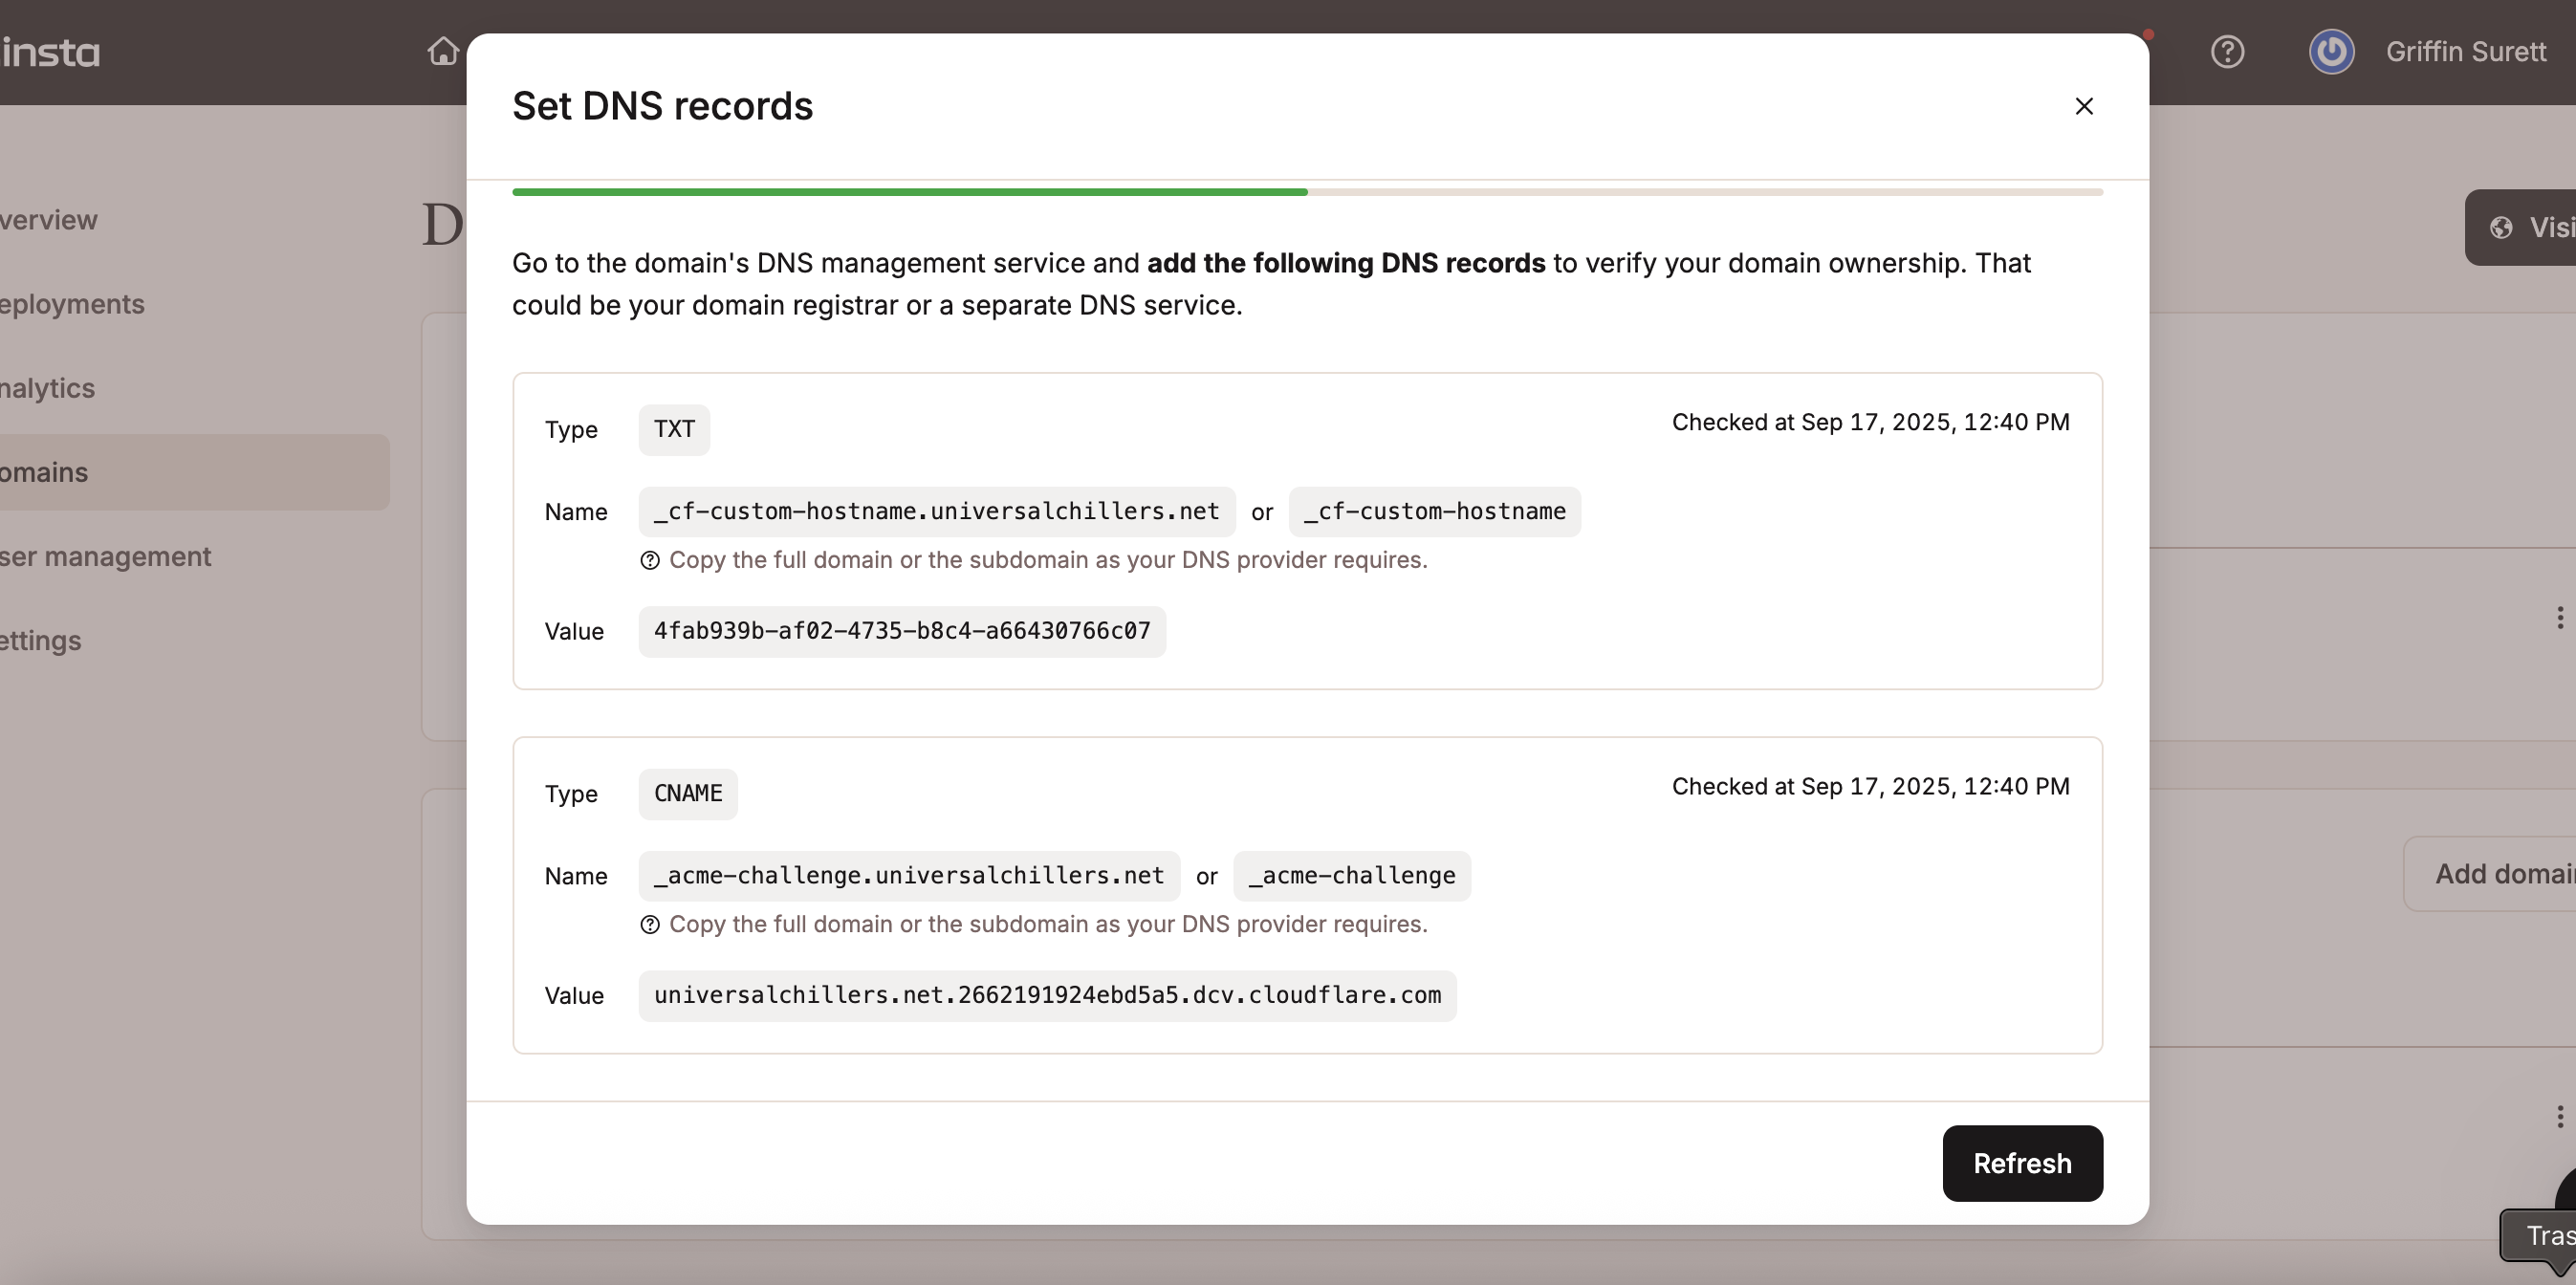 insta
Griffin Surett
Set DNS records
verview
eployments
nalytics
omains
ser management
ettings
D
Visi
Go to the domain's DNS management service and add the following DNS records to verify your domain ownership. That
could be your domain registrar or a separate DNS service.
Type TXT Checked at Sep 17, 2025, 12:40 PM
Name _cf-custom-hostname.universalchillers.net or _cf-custom-hostname
Copy the full domain or the subdomain as your DNS provider requires.
Value 4fab939b-af02-4735-b8c4-a66430766c07
Type CNAME Checked at Sep 17, 2025, 12:40 PM
Name _acme-challenge.universalchillers.net or _acme-challenge
Copy the full domain or the subdomain as your DNS provider requires.
Value universalchillers.net.2662191924ebd5a5.dcv.cloudflare.com
Add domai
Refresh
Tras